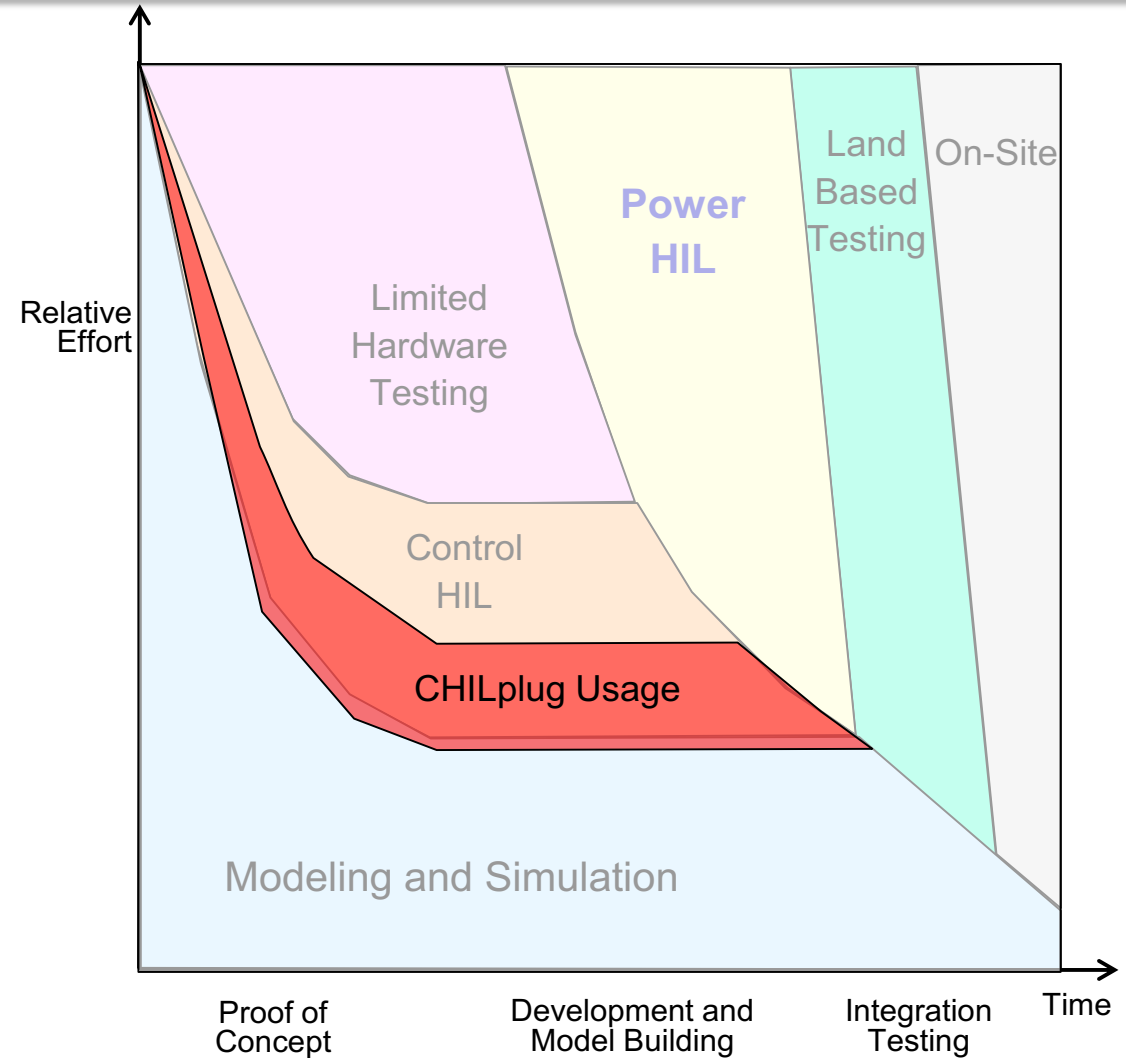 Relative
Effort
Limited
Hardware
Testing
Power
HIL
Land
Based
Testing
On-Site
Control
HIL
CHILplug Usage
Modeling and Simulation
Proof of
Concept
Development and
Model Building
Integration
Testing
Time